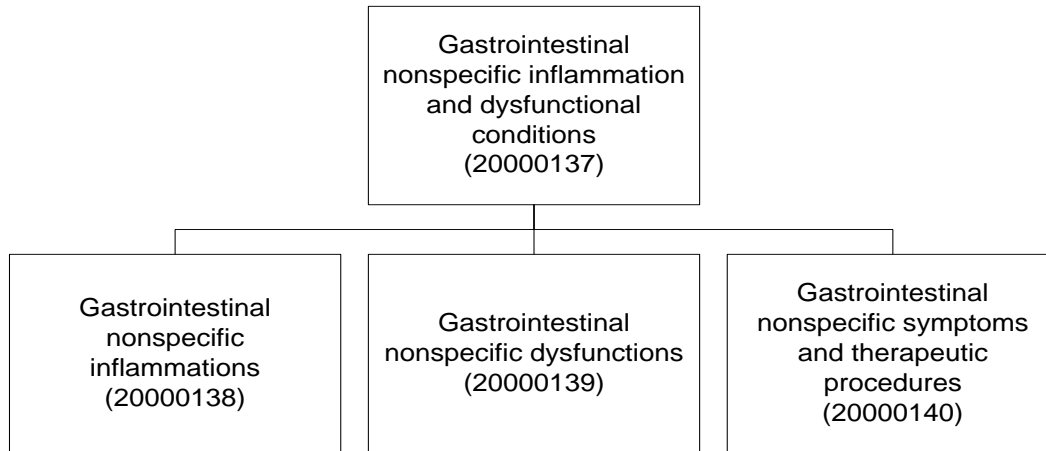 Gastrointestinal
nonspecific inflammation
and dysfunctional
conditions
(20000137)
Gastrointestinal
nonspecific
inflammations
(20000138)
Gastrointestinal
nonspecific dysfunctions
(20000139)
Gastrointestinal
nonspecific symptoms
and therapeutic
procedures
(20000140)